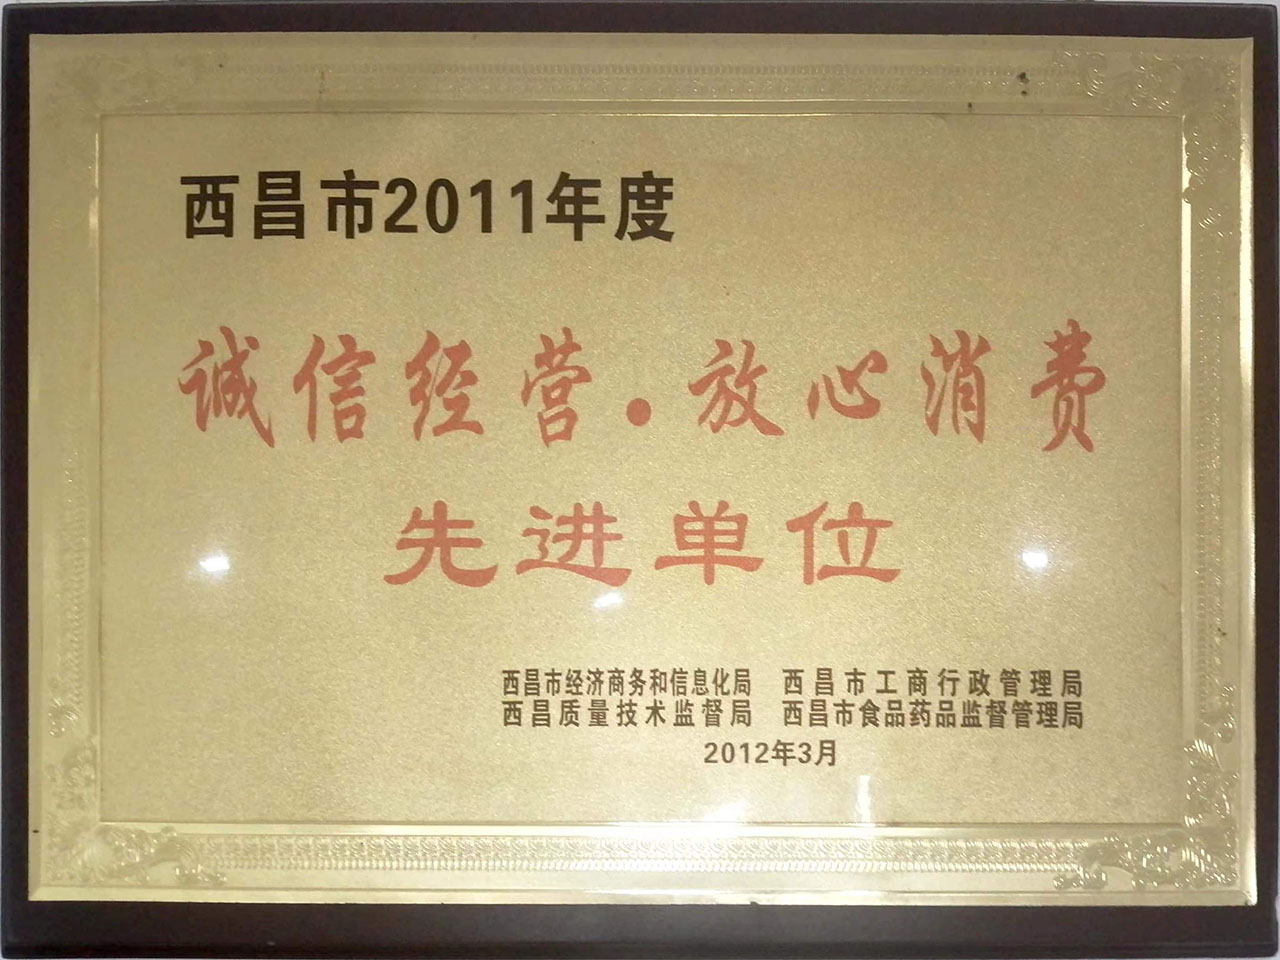 西昌市2011年度
诚信经营·放心消费
先进单位
西昌市经济商务和信息化局 西昌市工商行政管理局
西昌质量技术监督局 西昌市食品药品监督管理局
2012年3月